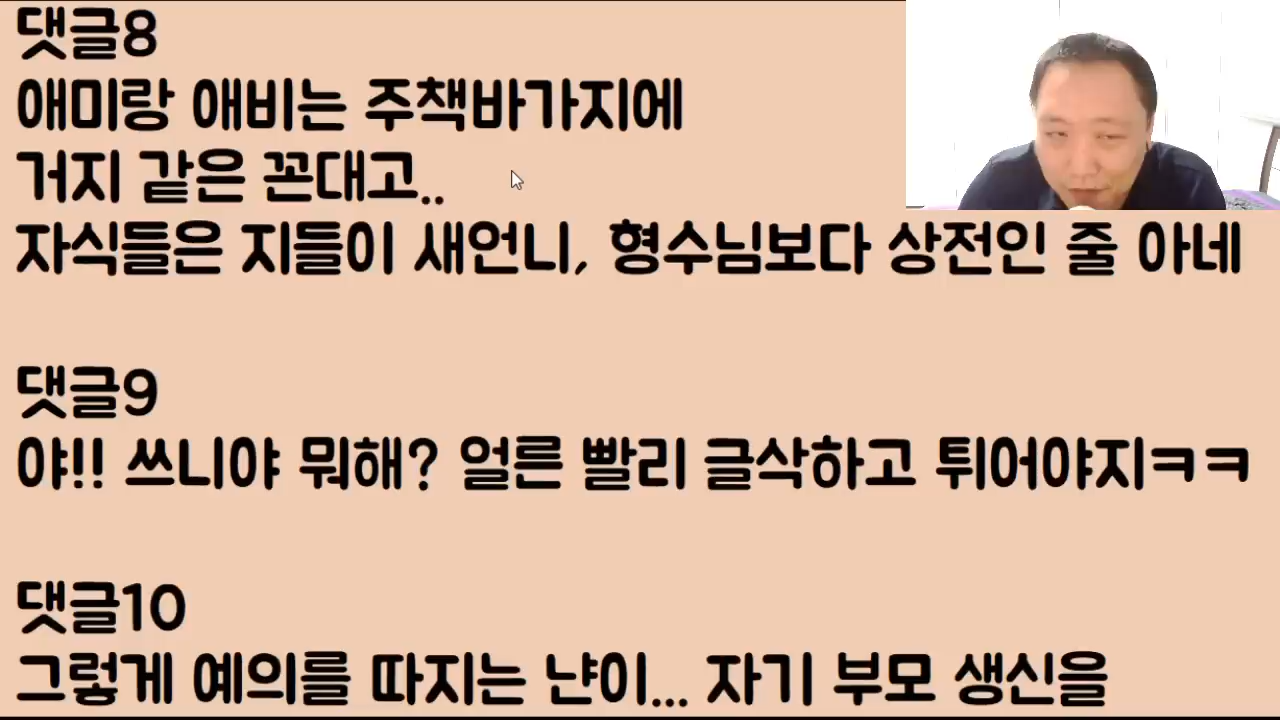 댓글8
애미랑 애비는 주책바가지에
거지 같은 꼰대고..
자식들은 지들이 새언니, 형수님보다 상전인 줄 아네
댓글9
야!! 쓰니야 뭐해? 얼른 빨리 글삭하고 튀어야지ㅋㅋ
댓글10
그렇게 예의를 따지는 냔이... 자기 부모 생신을